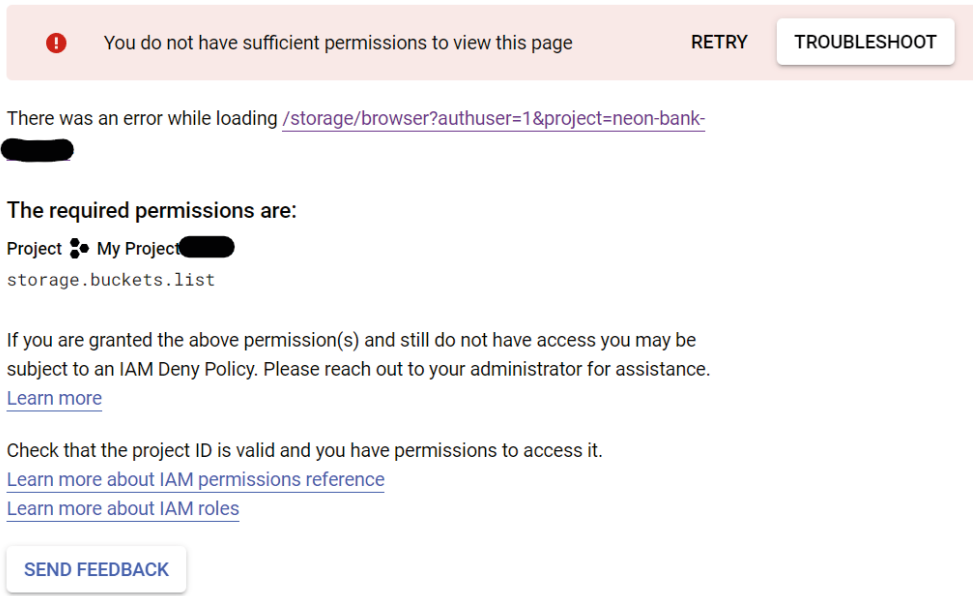 You do not have sufficient permissions to view this page
RETRY
TROUBLESHOOT
There was an error while loading /storage/browser?authuser=1&project=neon-bank-
The required permissions are:
Project My Project
storage.buckets.list
If you are granted the above permission(s) and still do not have access you may be
subject to an IAM Deny Policy. Please reach out to your administrator for assistance.
Learn more
Check that the project ID is valid and you have permissions to access it.
Learn more about IAM permissions reference
Learn more about IAM roles
SEND FEEDBACK